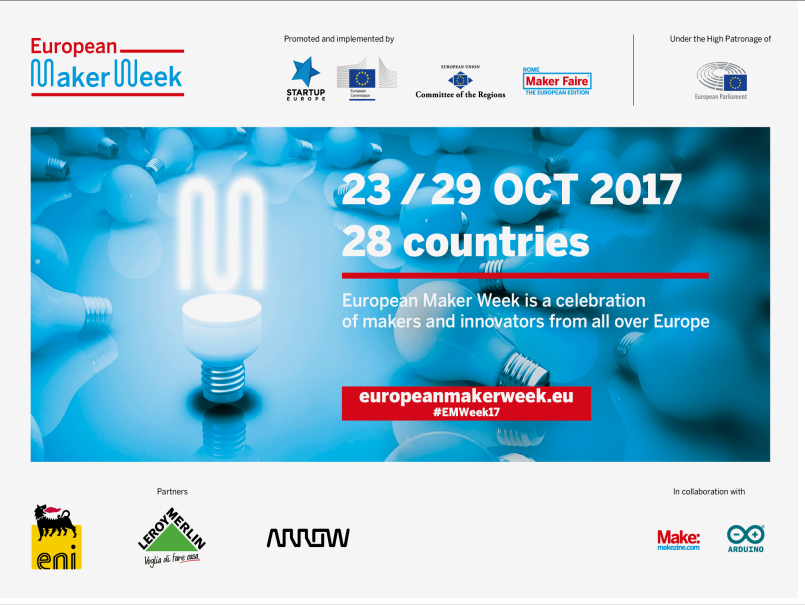 European
MakerWeek
Promoted and implemented by
STARTUP
EUROPE
European
Commission
EUROPEAN UNION
Committee of the Regions
ROME
Maker Faire
THE EUROPEAN EDITION
Under the High Patronage of
European Parliament
23 / 29 OCT 2017
28 countries
European Maker Week is a celebration
of makers and innovators from all over Europe
europeanmakerweek.eu
#EMWeek17
Partners
eni
LEROY MERLIN
Voglia di fare casa
ARROW
In collaboration with
Make:
makezine.com
ARDUINO